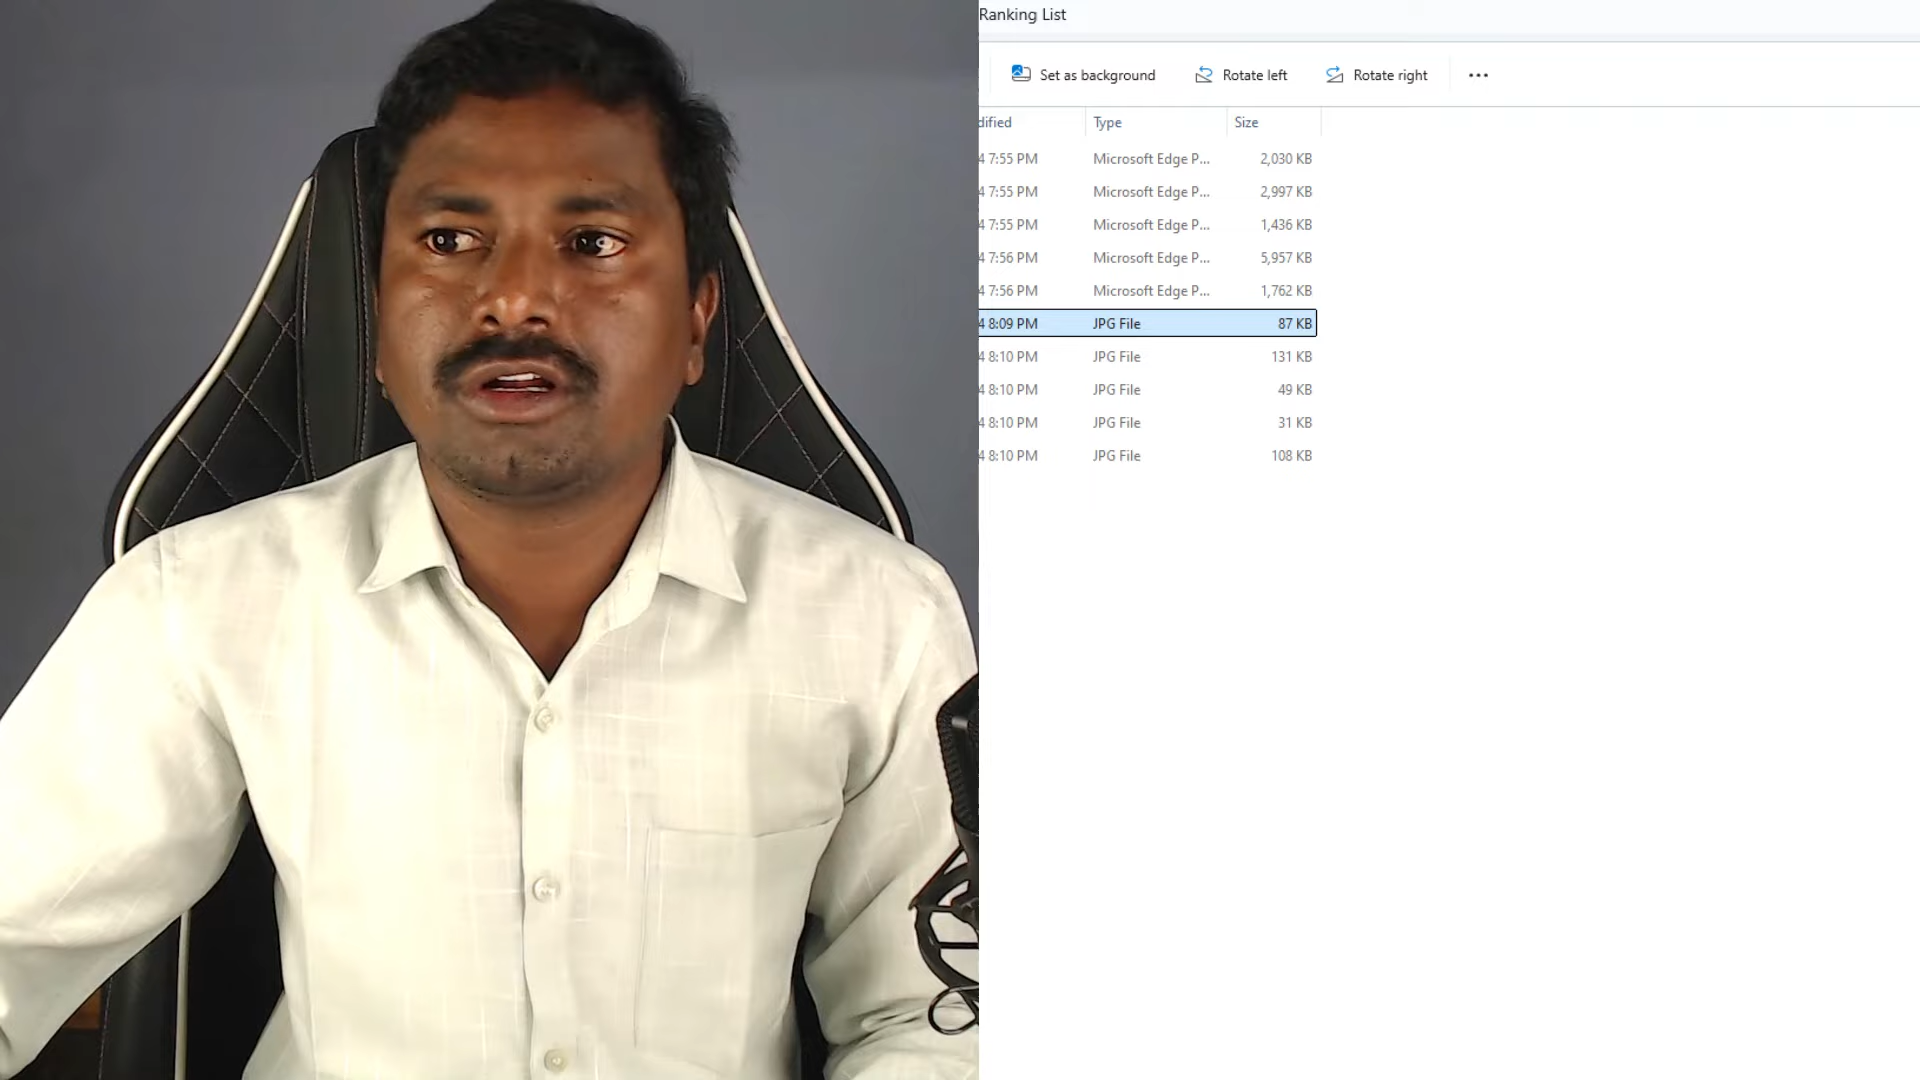 Ranking List
Set as background Rotate left Rotate right
dified Type Size
4 7:55 PM Microsoft Edge P... 2,030 KB
4 7:55 PM Microsoft Edge P... 2,997 KB
4 7:55 PM Microsoft Edge P... 1,436 KB
4 7:56 PM Microsoft Edge P... 5,957 KB
4 7:56 PM Microsoft Edge P... 1,762 KB
4 8:09 PM JPG File 87 KB
4 8:10 PM JPG File 131 KB
4 8:10 PM JPG File 49 KB
4 8:10 PM JPG File 31 KB
4 8:10 PM JPG File 108 KB